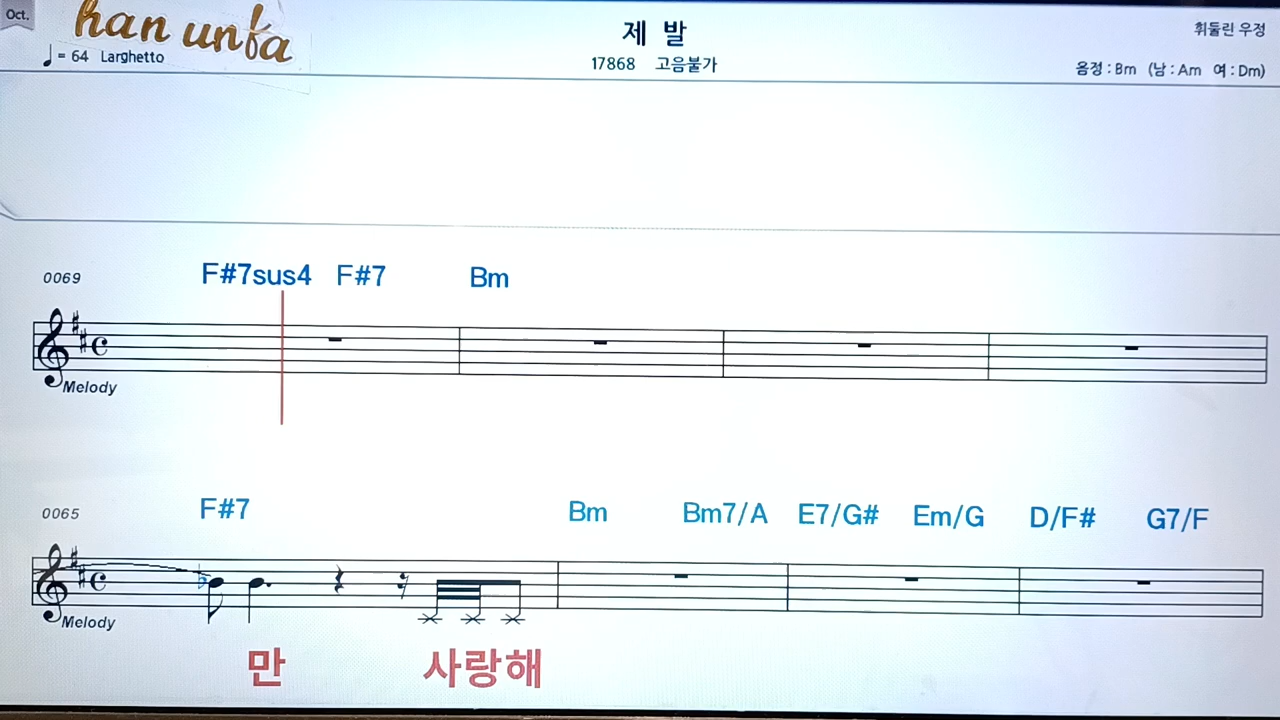 Oct.
han unfa
♩ = 64 Larghetto
제 발
17868 고음불가
휘둘린 우정
음정 : Bm (남 : Am 여 : Dm)
0069
F#7sus4 F#7 Bm
Melody
0065
F#7 Bm Bm7/A E7/G# Em/G D/F# G7/F
Melody
만 사랑해